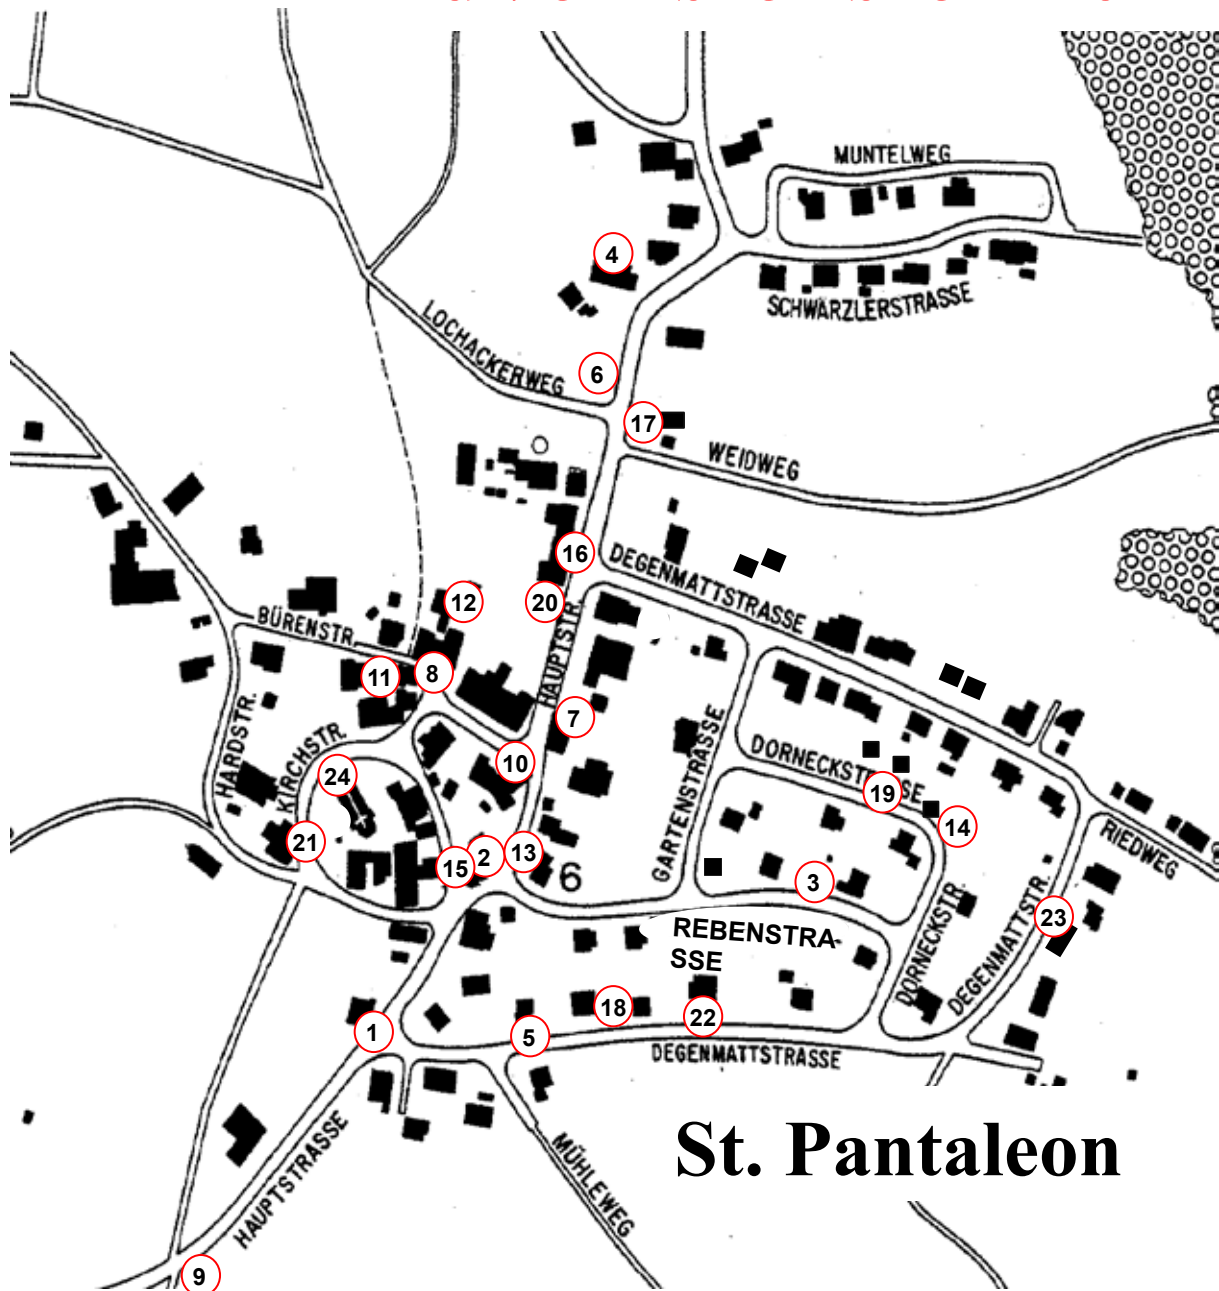 MUNTELWEG
4
SCHWÄRZLERSTRASSE
LOCHACKERWEG
6
17
WEIDWEG
16
DEGENMATTSTRASSE
12
20
BÜRENSTR.
HAUPTSTR.
11
8
7
HARDSTR.
KIRCHSTR.
GARTENSTRASSE
DORNECKSTRASSE
10
24
19
14
RIEDWEG
21
15
2
13
6
3
DEGENMATTSTR.
23
REBENSTRA-
SSE
DORNECKSTR.
18
22
1
5
DEGENMATTSTRASSE
HAUPTSTRASSE
MÜHLEWEG
St. Pantaleon
9